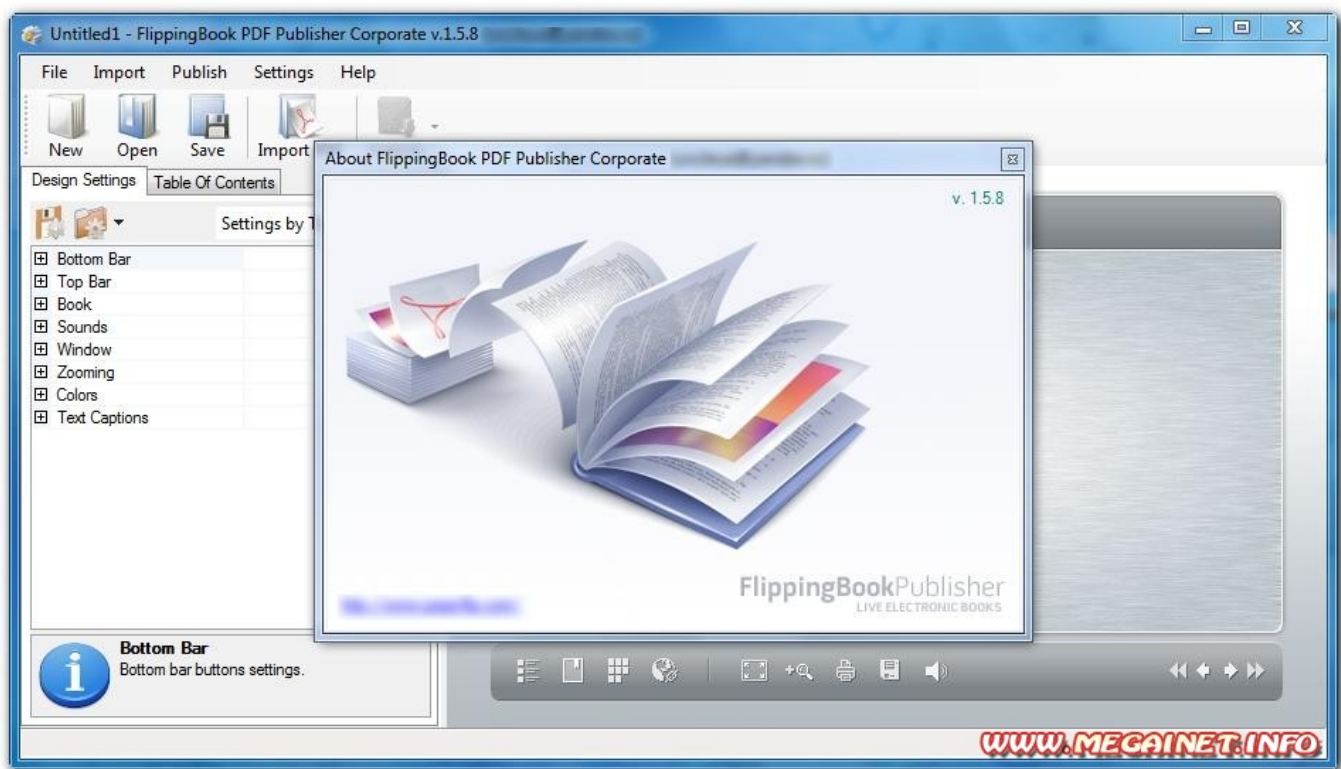 Untitled1 - FlippingBook PDF Publisher Corporate v.1.5.8
File Import Publish Settings Help
New Open Save Import
About FlippingBook PDF Publisher Corporate
Design Settings Table Of Contents
v. 1.5.8
Settings by
Bottom Bar
Top Bar
Book
Sounds
Window
Zooming
Colors
Text Captions
FlippingBookPublisher
LIVE ELECTRONIC BOOKS
Bottom Bar
Bottom bar buttons settings.
WWW.MEGAINET.INFO